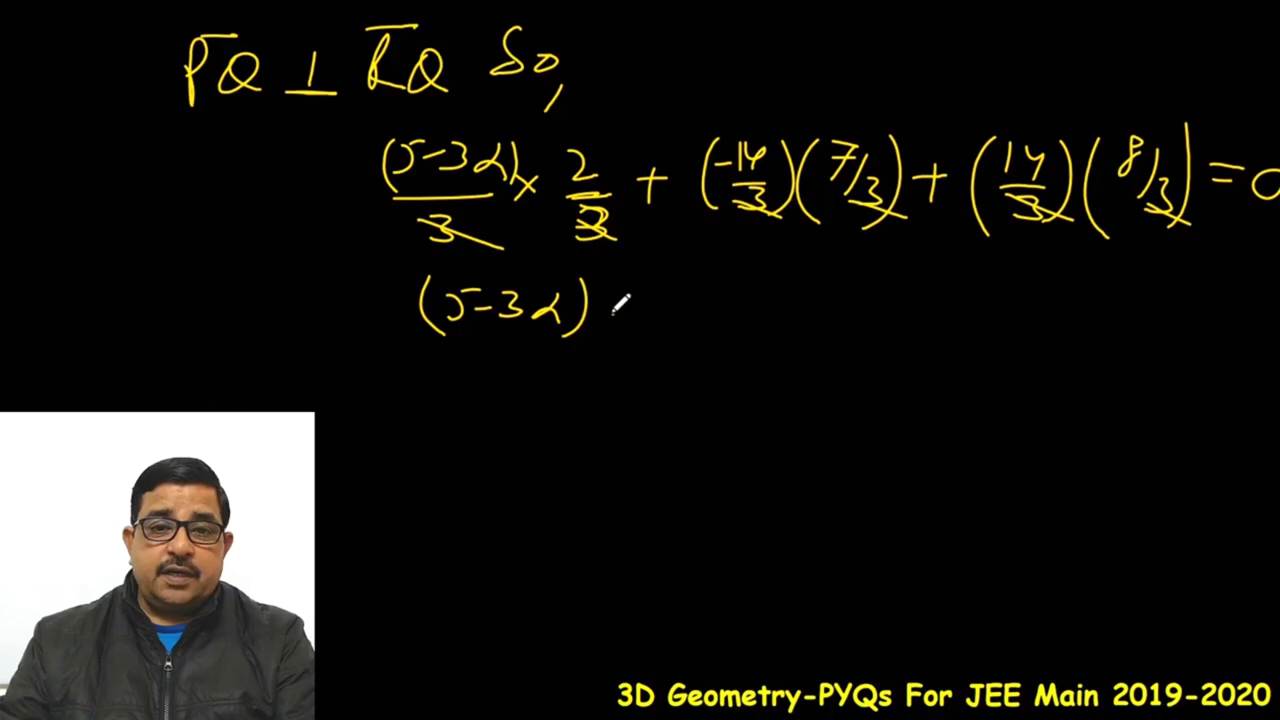 PQ ⊥ RQ So,
(5-3α)/3 × 2/3 + (-14/3)(7/3) + (14/3)(8/3) = 0
(5-3α)
3D Geometry-PYQs For JEE Main 2019-2020